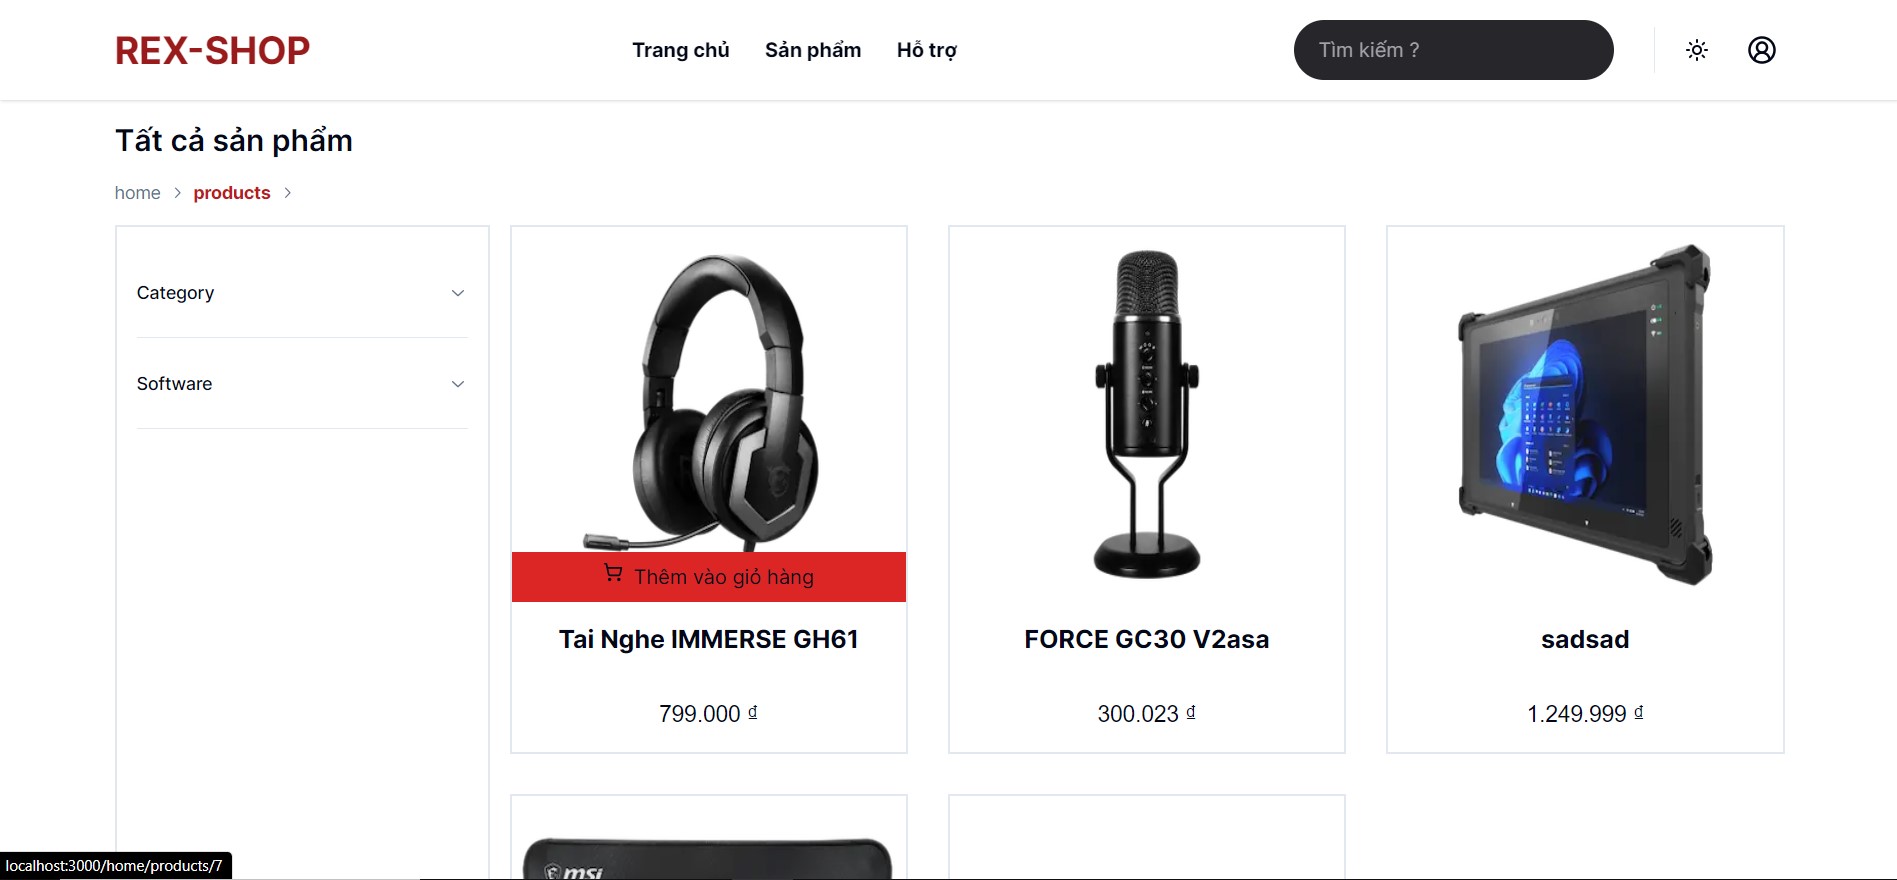 REX-SHOP
Trang chủ
Sản phẩm
Hỗ trợ
Tìm kiếm ?
Tất cả sản phẩm
home
products
Category
Software
Thêm vào giỏ hàng
Tai Nghe IMMERSE GH61
799.000 ₫
FORCE GC30 V2asa
300.023 ₫
sadsad
1.249.999 ₫
msi
localhost:3000/home/products/7